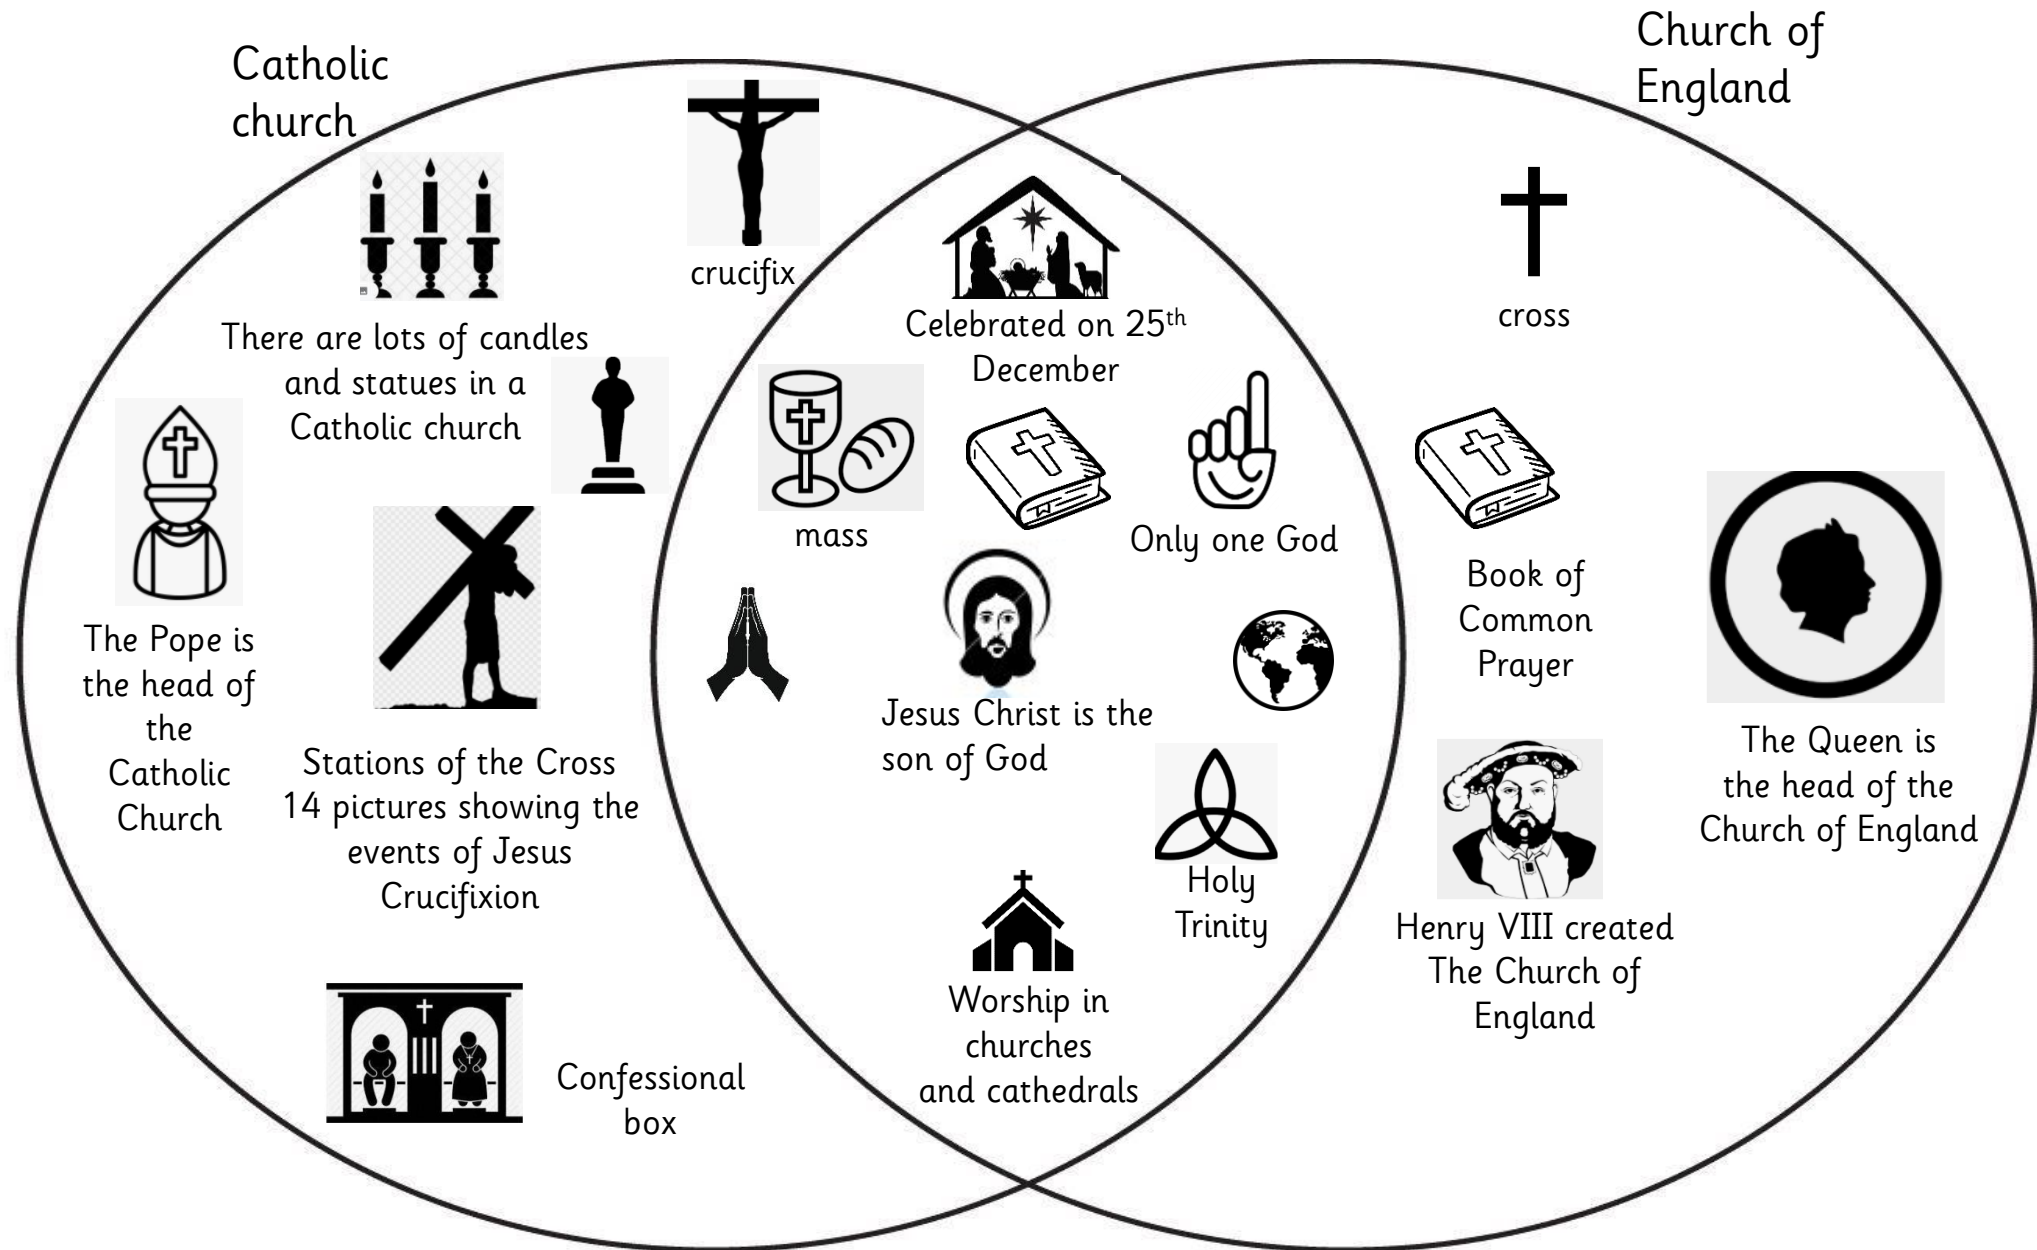 Catholic
church
Church of
England
crucifix
There are lots of candles
and statues in a
Catholic church
The Pope is
the head of
the
Catholic
Church
Stations of the Cross
14 pictures showing the
events of Jesus
Crucifixion
Confessional
box
Celebrated on 25th
December
mass
Only one God
Jesus Christ is the
son of God
Holy
Trinity
Worship in
churches
and cathedrals
cross
Book of
Common
Prayer
The Queen is
the head of the
Church of England
Henry VIII created
The Church of
England